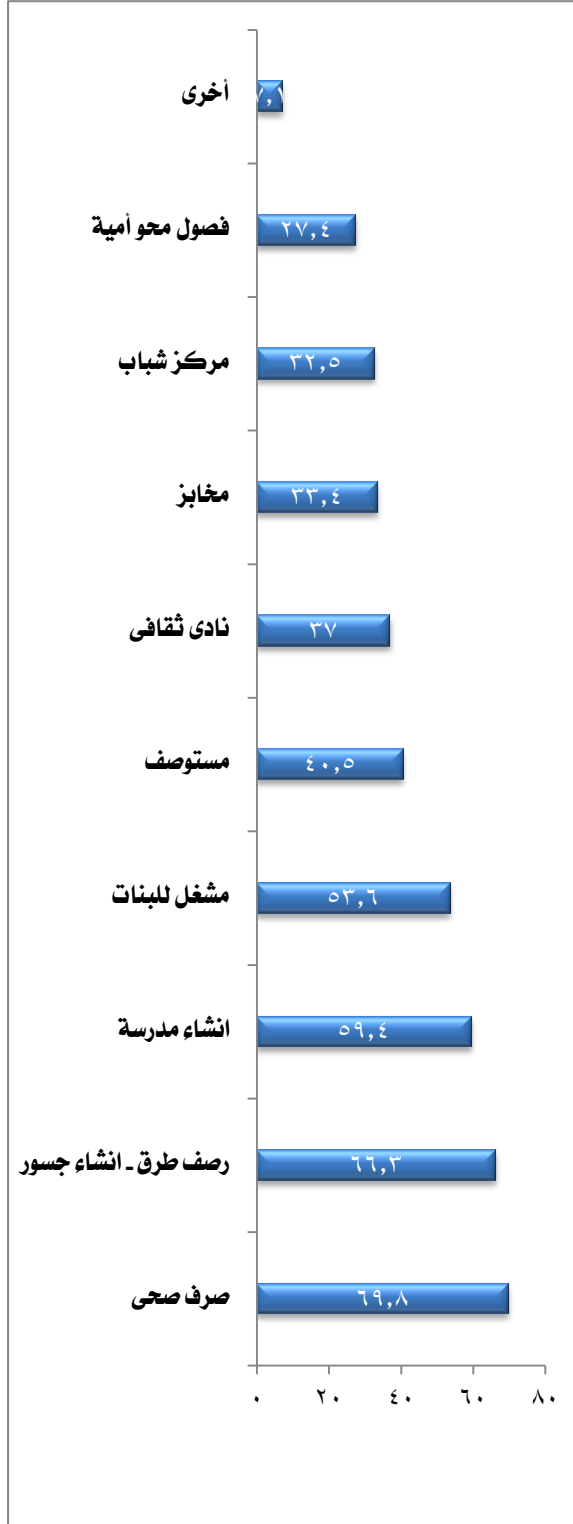 أخرى
٧,١
فصول محو أمية
٢٧,٤
مركز شباب
٣٢,٥
مخابز
٣٣,٤
نادى ثقافى
٣٧
مستوصف
٤٠,٥
مشغل للبنات
٥٣,٦
انشاء مدرسة
٥٩,٤
رصف طرق ـ انشاء جسور
٦٦,٣
صرف صحى
٦٩,٨
٠ ٢٠ ٤٠ ٦٠ ٨٠